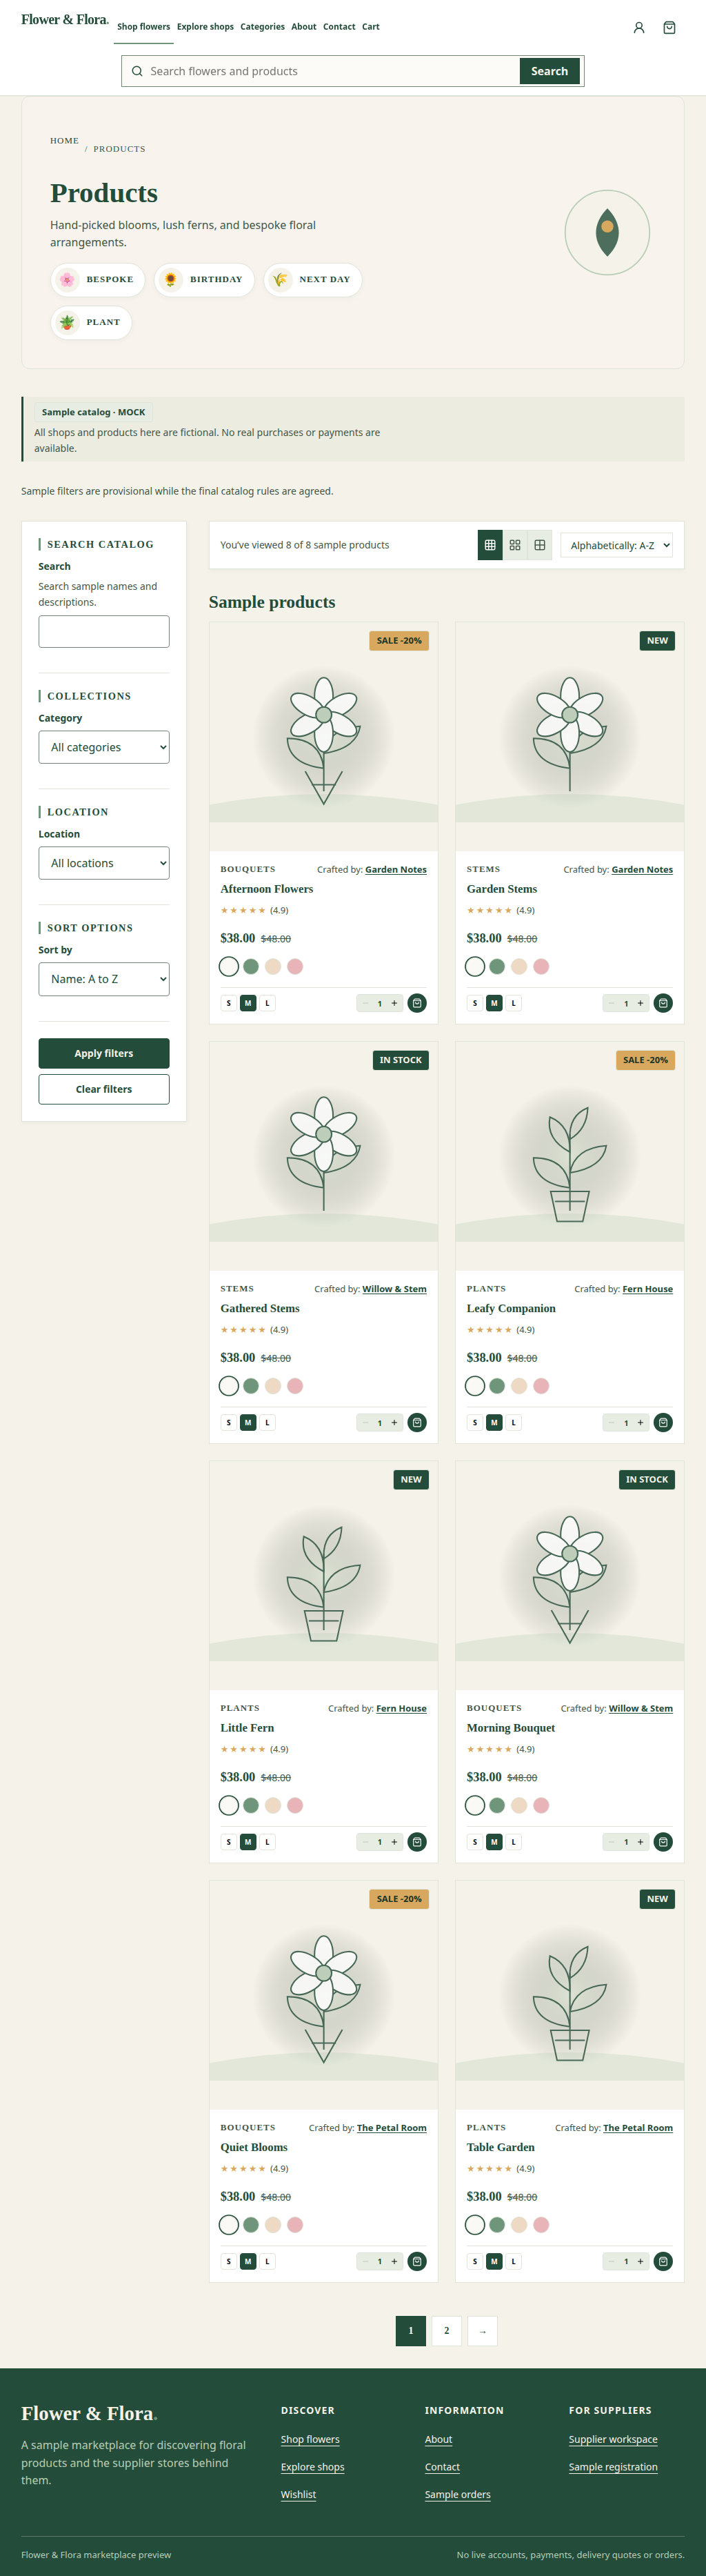 Flower & Flora.
Shop flowers Explore shops Categories About Contact Cart
Search flowers and products Search
HOME / PRODUCTS
Products
Hand-picked blooms, lush ferns, and bespoke floral
arrangements.
BESPOKE BIRTHDAY NEXT DAY
PLANT
Sample catalog · MOCK
All shops and products here are fictional. No real purchases or payments are
available.
Sample filters are provisional while the final catalog rules are agreed.
SEARCH CATALOG
Search
Search sample names and
descriptions.
COLLECTIONS
Category
All categories
LOCATION
Location
All locations
SORT OPTIONS
Sort by
Name: A to Z
Apply filters
Clear filters
You've viewed 8 of 8 sample products
Alphabetically: A-Z
Sample products
SALE -20%
BOUQUETS Crafted by: Garden Notes
Afternoon Flowers
★★★★★ (4.9)
$38.00 $48.00
S M L − 1 +
NEW
STEMS Crafted by: Garden Notes
Garden Stems
★★★★★ (4.9)
$38.00 $48.00
S M L − 1 +
IN STOCK
STEMS Crafted by: Willow & Stem
Gathered Stems
★★★★★ (4.9)
$38.00 $48.00
S M L − 1 +
SALE -20%
PLANTS Crafted by: Fern House
Leafy Companion
★★★★★ (4.9)
$38.00 $48.00
S M L − 1 +
NEW
PLANTS Crafted by: Fern House
Little Fern
★★★★★ (4.9)
$38.00 $48.00
S M L − 1 +
IN STOCK
BOUQUETS Crafted by: Willow & Stem
Morning Bouquet
★★★★★ (4.9)
$38.00 $48.00
S M L − 1 +
SALE -20%
BOUQUETS Crafted by: The Petal Room
Quiet Blooms
★★★★★ (4.9)
$38.00 $48.00
S M L − 1 +
NEW
PLANTS Crafted by: The Petal Room
Table Garden
★★★★★ (4.9)
$38.00 $48.00
S M L − 1 +
1 2 →
Flower & Flora.
A sample marketplace for discovering floral
products and the supplier stores behind
them.
DISCOVER
Shop flowers
Explore shops
Wishlist
INFORMATION
About
Contact
Sample orders
FOR SUPPLIERS
Supplier workspace
Sample registration
Flower & Flora marketplace preview
No live accounts, payments, delivery quotes or orders.